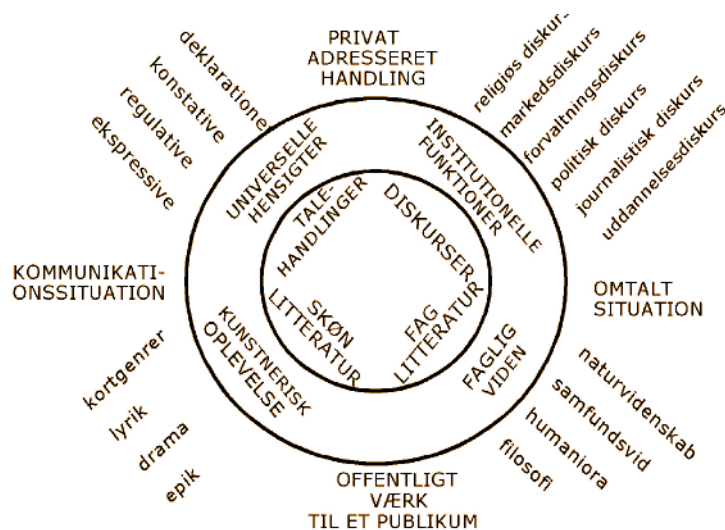 PRIVAT
ADRESSERET
HANDLING
deklaratione
konstative
regulative
ekspressive
religiøs diskurs
markedsdiskurs
forvaltningsdiskurs
politisk diskurs
journalistisk diskurs
uddannelsesdiskurs
UNIVERSELLE
HENSIGTER
INSTITUTIONELLE
FUNKTIONER
TALE-
HANDLINGER
DISKURSER
KOMMUNIKATI-
ONSSITUATION
OMTALT
SITUATION
SKØN
LITTERATUR
FAG
LITTERATUR
KUNSTNERISK
OPLEVELSE
FAGLIG
VIDEN
kortgenrer
lyrik
drama
epik
naturvidenskab
samfundsvid
humaniora
filosofi
OFFENTLIGT
VÆRK
TIL ET PUBLIKUM